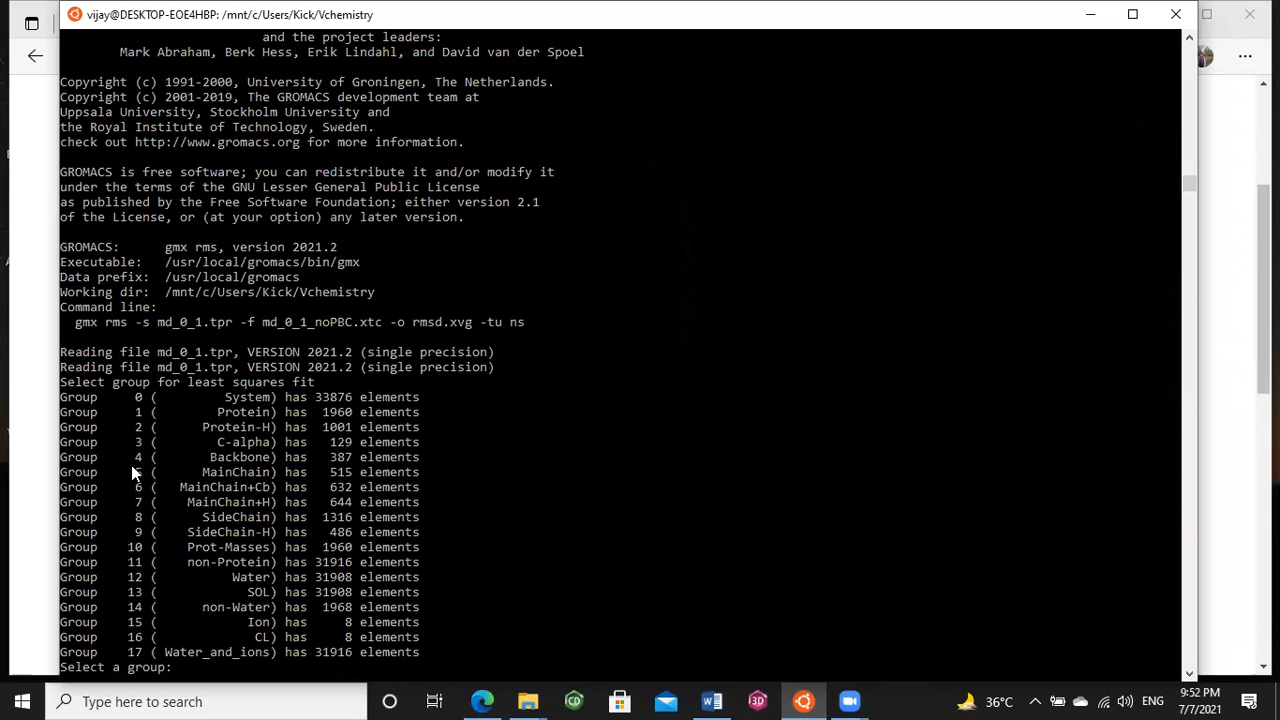 vijay@DESKTOP-EOE4HBP: /mnt/c/Users/Kick/Vchemistry
and the project leaders:
Mark Abraham, Berk Hess, Erik Lindahl, and David van der Spoel
Copyright (c) 1991-2000, University of Groningen, The Netherlands.
Copyright (c) 2001-2019, The GROMACS development team at
Uppsala University, Stockholm University and
the Royal Institute of Technology, Sweden.
check out http://www.gromacs.org for more information.
GROMACS is free software; you can redistribute it and/or modify it
under the terms of the GNU Lesser General Public License
as published by the Free Software Foundation; either version 2.1
of the License, or (at your option) any later version.
GROMACS:      gmx rms, version 2021.2
Executable:   /usr/local/gromacs/bin/gmx
Data prefix:  /usr/local/gromacs
Working dir:  /mnt/c/Users/Kick/Vchemistry
Command line:
gmx rms -s md_0_1.tpr -f md_0_1_noPBC.xtc -o rmsd.xvg -tu ns
Reading file md_0_1.tpr, VERSION 2021.2 (single precision)
Reading file md_0_1.tpr, VERSION 2021.2 (single precision)
Select group for least squares fit
Group     0 (         System) has 33876 elements
Group     1 (        Protein) has  1960 elements
Group     2 (      Protein-H) has  1001 elements
Group     3 (        C-alpha) has   129 elements
Group     4 (       Backbone) has   387 elements
Group (      MainChain) has   515 elements
Group     6 (   MainChain+Cb) has   632 elements
Group     7 (    MainChain+H) has   644 elements
Group     8 (      SideChain) has  1316 elements
Group     9 (    SideChain-H) has   486 elements
Group    10 (    Prot-Masses) has  1960 elements
Group    11 (    non-Protein) has 31916 elements
Group    12 (          Water) has 31908 elements
Group    13 (            SOL) has 31908 elements
Group    14 (      non-Water) has  1968 elements
Group    15 (            Ion) has     8 elements
Group    16 (             CL) has     8 elements
Group    17 ( Water_and_ions) has 31916 elements
Select a group:
Type here to search
36°C
ENG
9:52 PM
7/7/2021